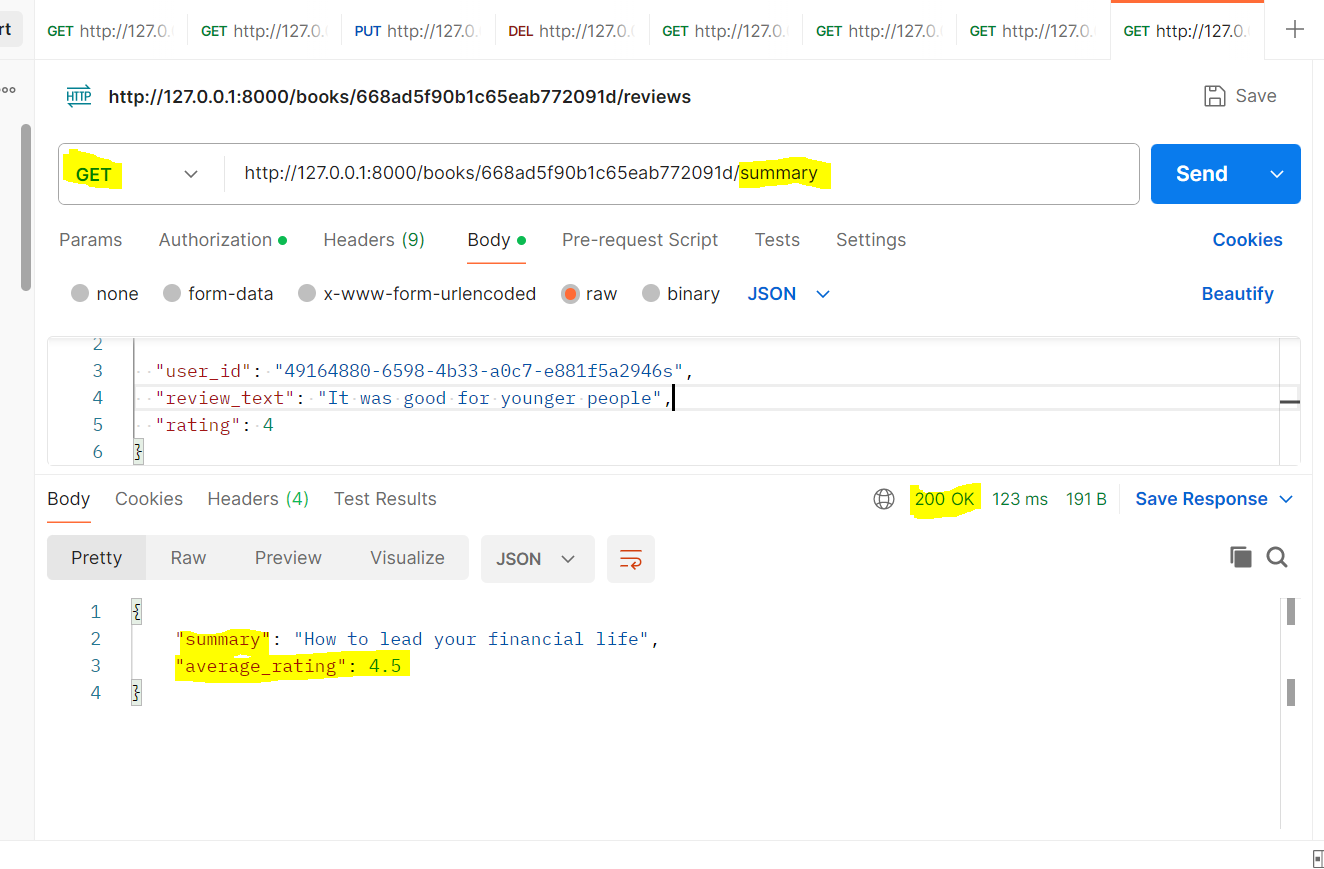 rt GET http://127.0. GET http://127.0. PUT http://127.0. DEL http://127.0. GET http://127.0. GET http://127.0. GET http://127.0. GET http://127.0. +
ooo HTTP http://127.0.0.1:8000/books/668ad5f90b1c65eab772091d/reviews Save
GET http://127.0.0.1:8000/books/668ad5f90b1c65eab772091d/summary Send
Params Authorization Headers (9) Body Pre-request Script Tests Settings Cookies
none form-data x-www-form-urlencoded raw binary JSON Beautify
2
3 "user_id": "49164880-6598-4b33-a0c7-e881f5a2946s",
4 "review_text": "It was good for younger people",
5 "rating": 4
6 }
Body Cookies Headers (4) Test Results 200 OK 123 ms 191 B Save Response
Pretty Raw Preview Visualize JSON
1 {
2 "summary": "How to lead your financial life",
3 "average_rating": 4.5
4 }